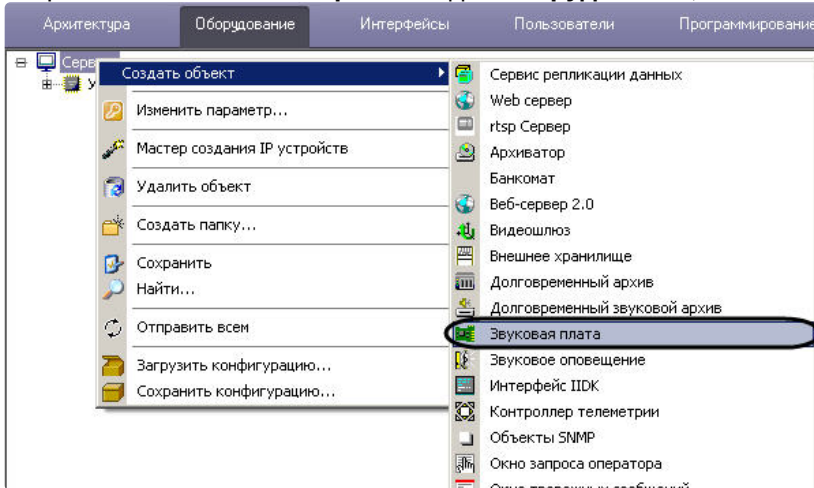 Архитектура Оборудование Интерфейсы Пользователи Программирование
Создать объект
Изменить параметр...
Мастер создания IP устройств
Удалить объект
Создать папку...
Сохранить
Найти...
Отправить всем
Загрузить конфигурацию...
Сохранить конфигурацию...
Сервис репликации данных
Web сервер
rtsp Сервер
Архиватор
Банкомат
Веб-сервер 2.0
Видеошлюз
Внешнее хранилище
Долговременный архив
Долговременный звуковой архив
Звуковая плата
Звуковое оповещение
Интерфейс IIDK
Контроллер телеметрии
Объекты SNMP
Окно запроса оператора